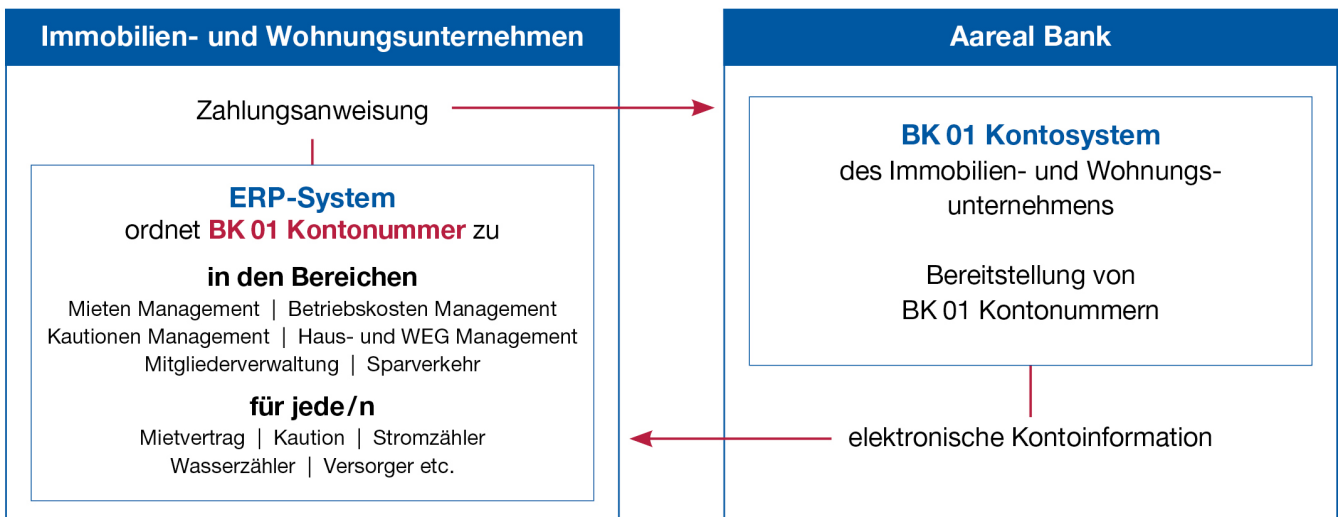 Immobilien- und Wohnungsunternehmen
Zahlungsanweisung
ERP-System
ordnet BK 01 Kontonummer zu
in den Bereichen
Mieten Management | Betriebskosten Management
Kautionen Management | Haus- und WEG Management
Mitgliederverwaltung | Sparverkehr
für jede/n
Mietvertrag | Kaution | Stromzähler
Wasserzähler | Versorger etc.
Aareal Bank
BK 01 Kontosystem
des Immobilien- und Wohnungs-
unternehmens
Bereitstellung von
BK 01 Kontonummern
elektronische Kontoinformation